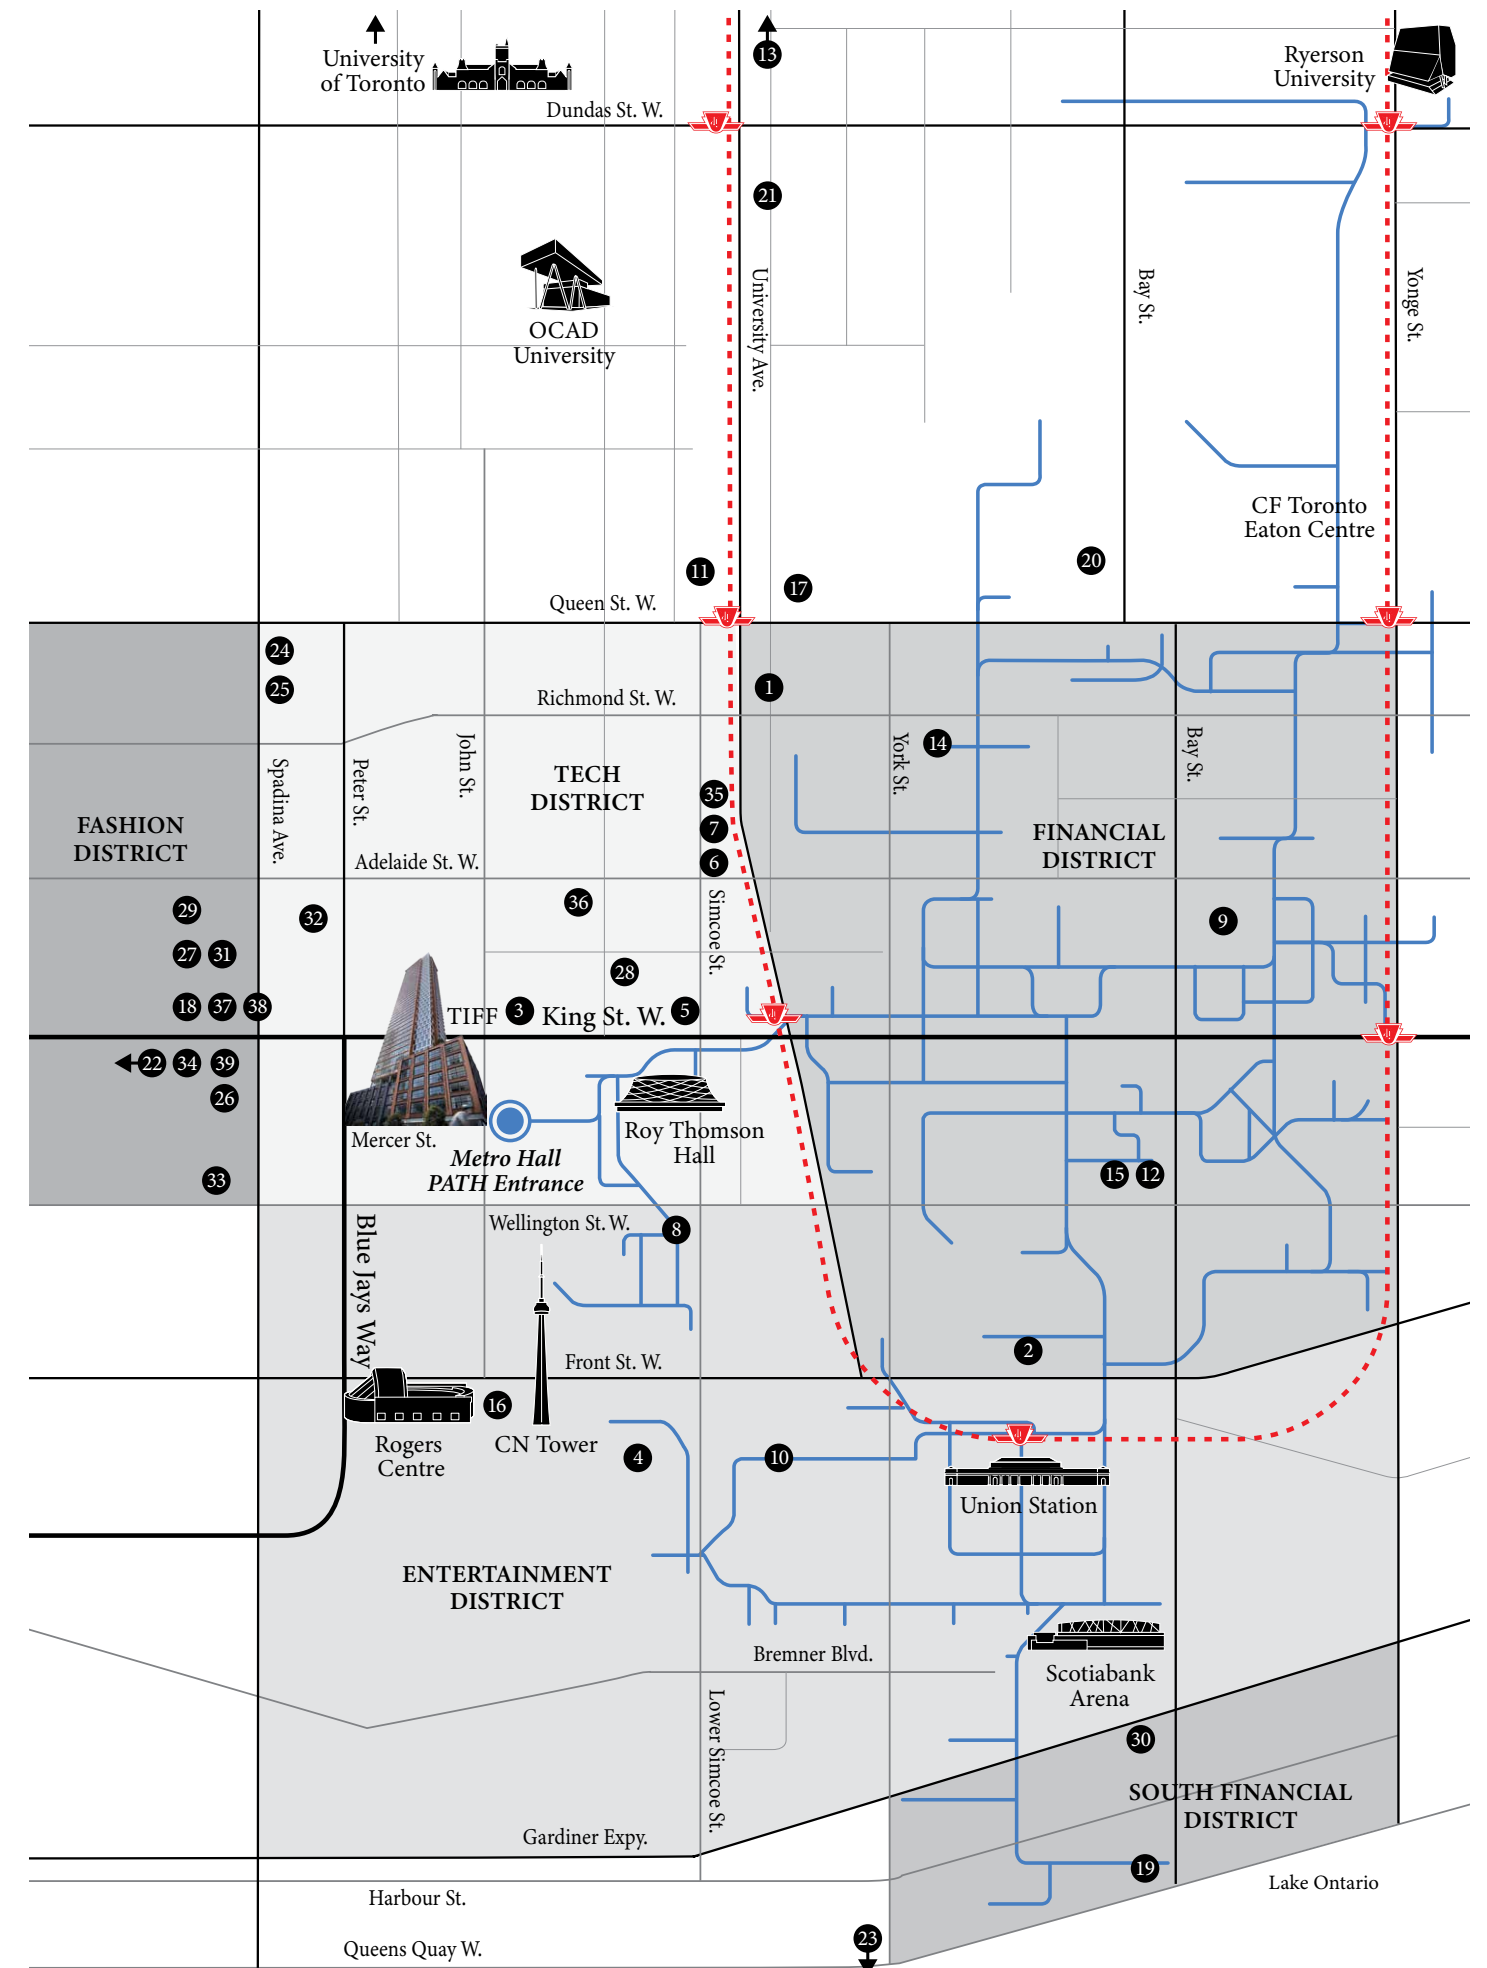 University
of Toronto
13
Ryerson
University
Dundas St. W.
21
OCAD
University
University Ave.
Bay St.
Yonge St.
CF Toronto
Eaton Centre
20
11
17
Queen St. W.
24
25
1
Richmond St. W.
14
John St.
York St.
Bay St.
Spadina Ave.
Peter St.
TECH
DISTRICT
35
7
6
FASHION
DISTRICT
FINANCIAL
DISTRICT
Adelaide St. W.
Simcoe St.
29
32
36
9
27
31
28
18
37
38
TIFF
3
King St. W.
5
22
34
39
26
Mercer St.
Roy Thomson
Hall
Metro Hall
PATH Entrance
15
12
33
Wellington St. W.
8
Blue Jays Way
2
Front St. W.
16
Rogers
Centre
CN Tower
4
10
Union Station
ENTERTAINMENT
DISTRICT
Bremner Blvd.
Scotiabank
Arena
Lower Simcoe St.
30
SOUTH FINANCIAL
DISTRICT
Gardiner Expy.
19
Lake Ontario
Harbour St.
23
Queens Quay W.